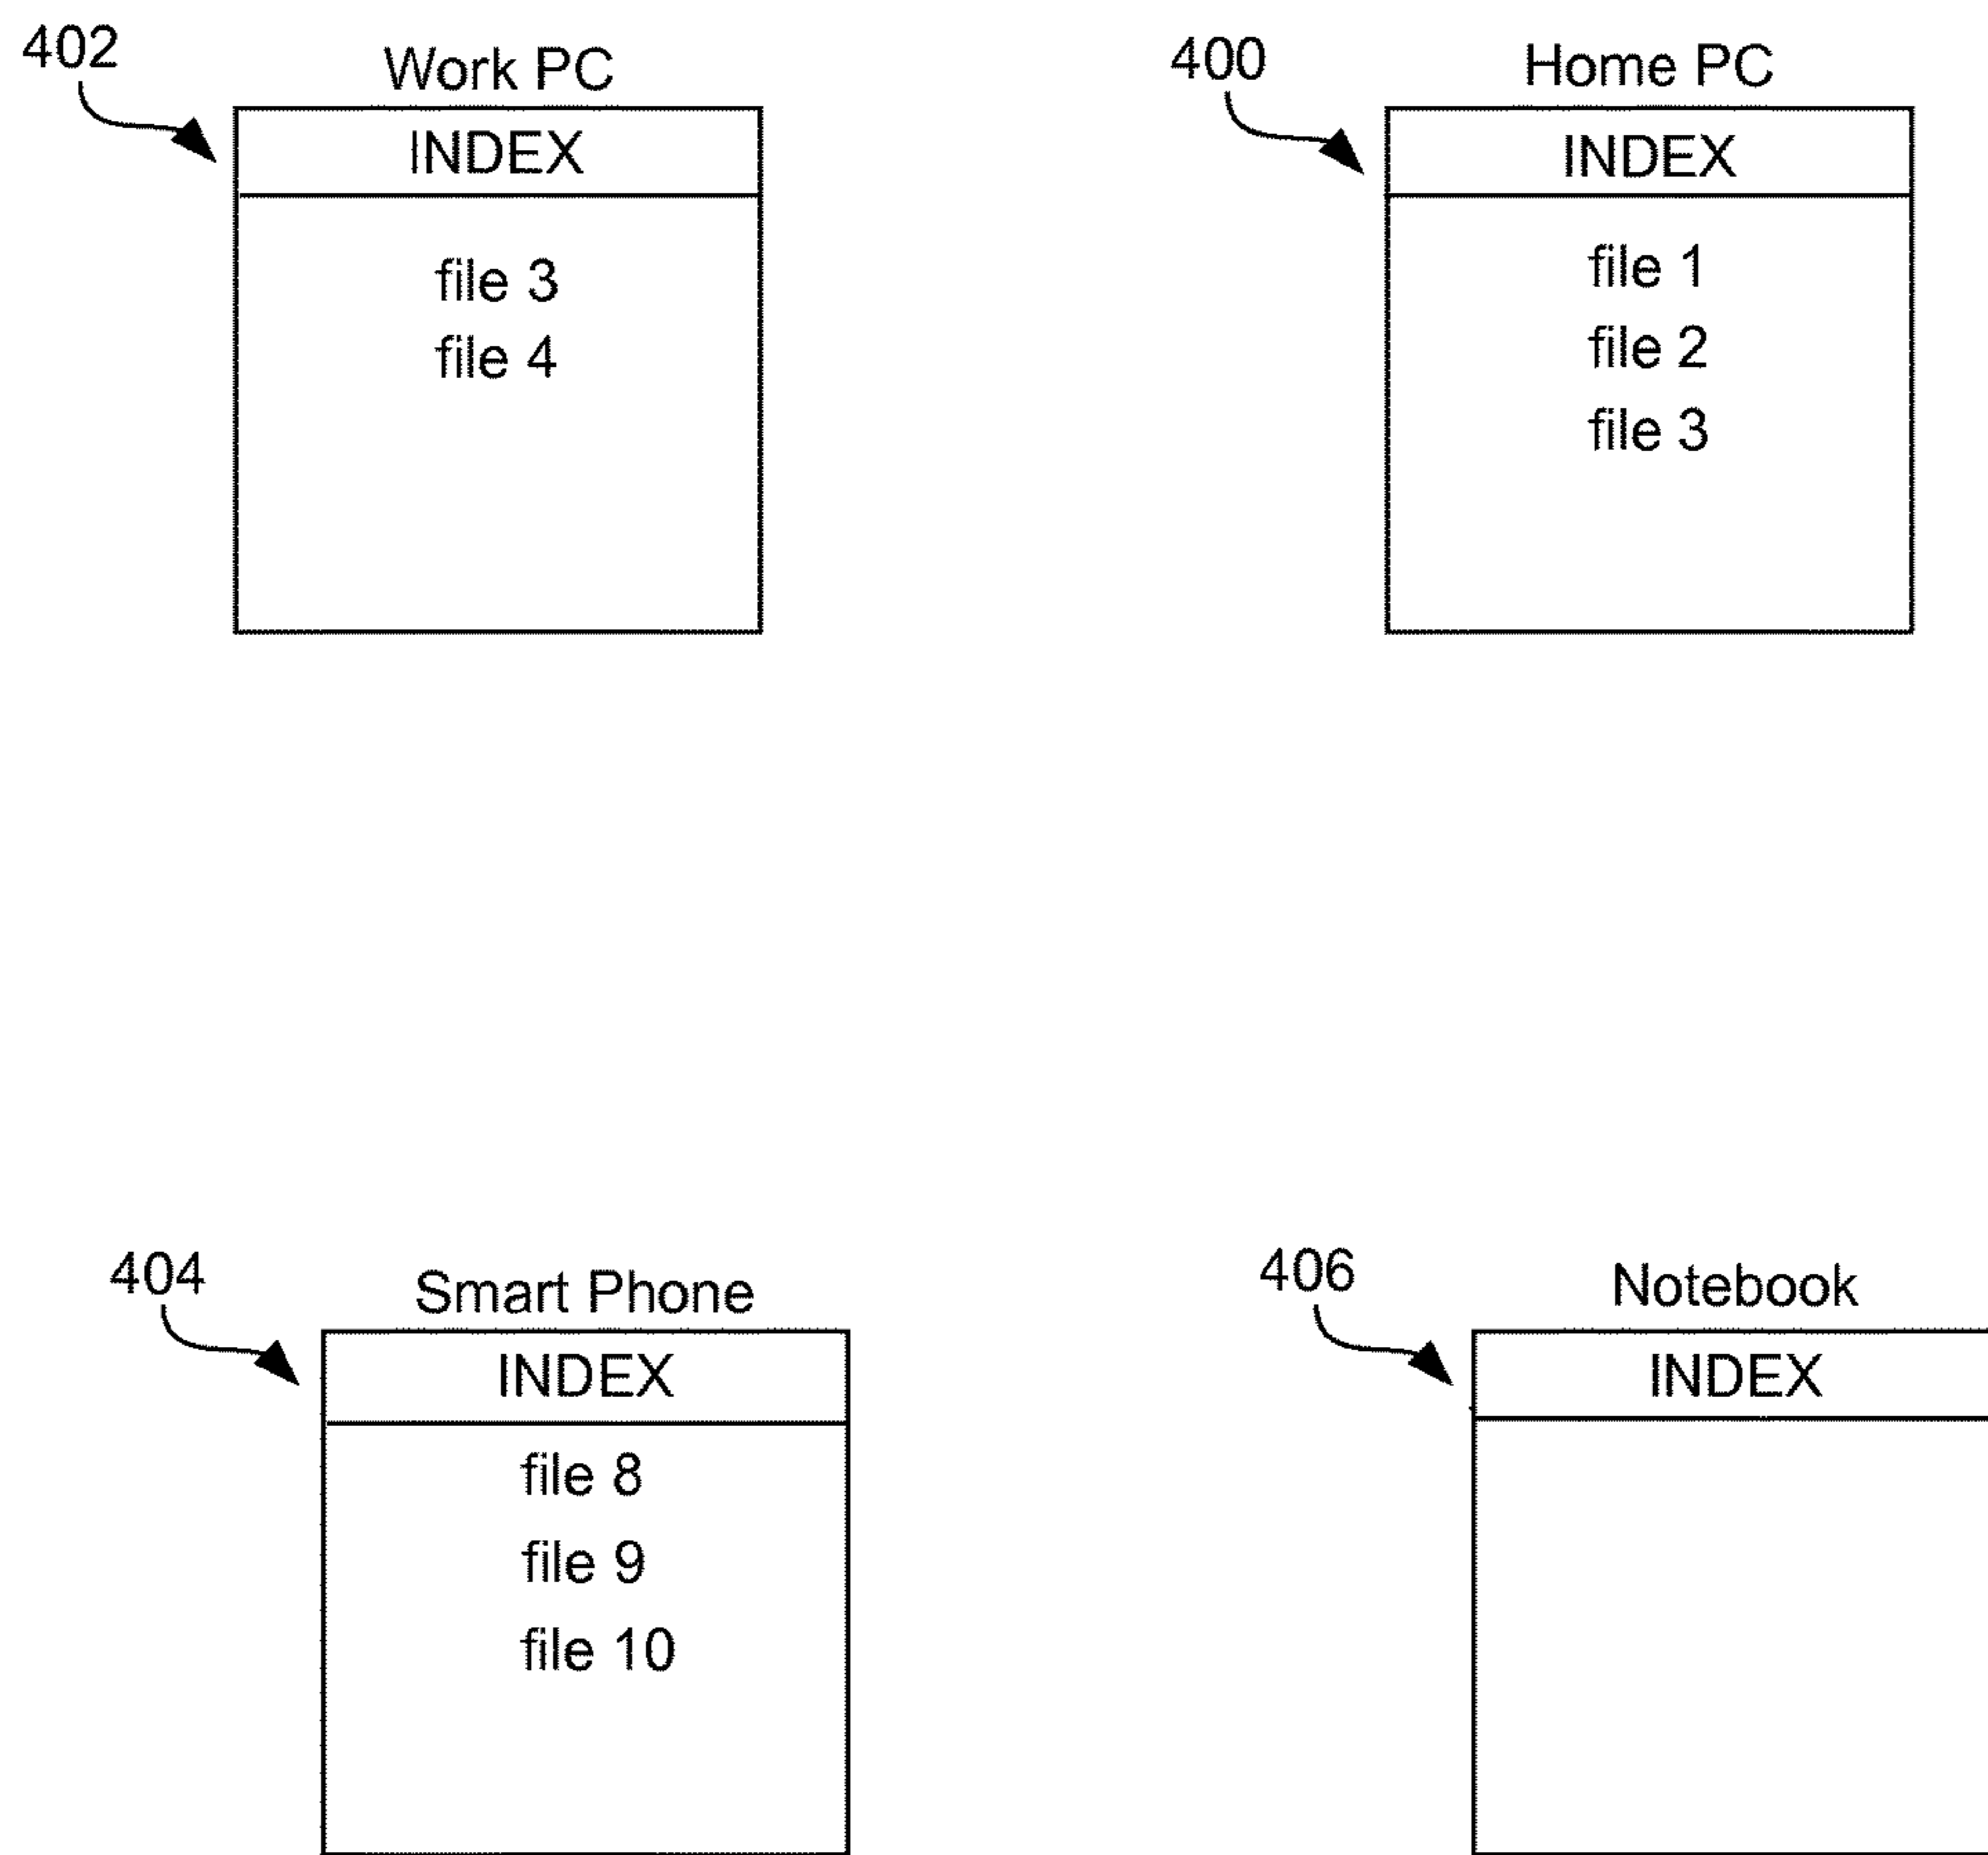 402
Work PC
INDEX
file 3
file 4
400
Home PC
INDEX
file 1
file 2
file 3
404
Smart Phone
INDEX
file 8
file 9
file 10
406
Notebook
INDEX